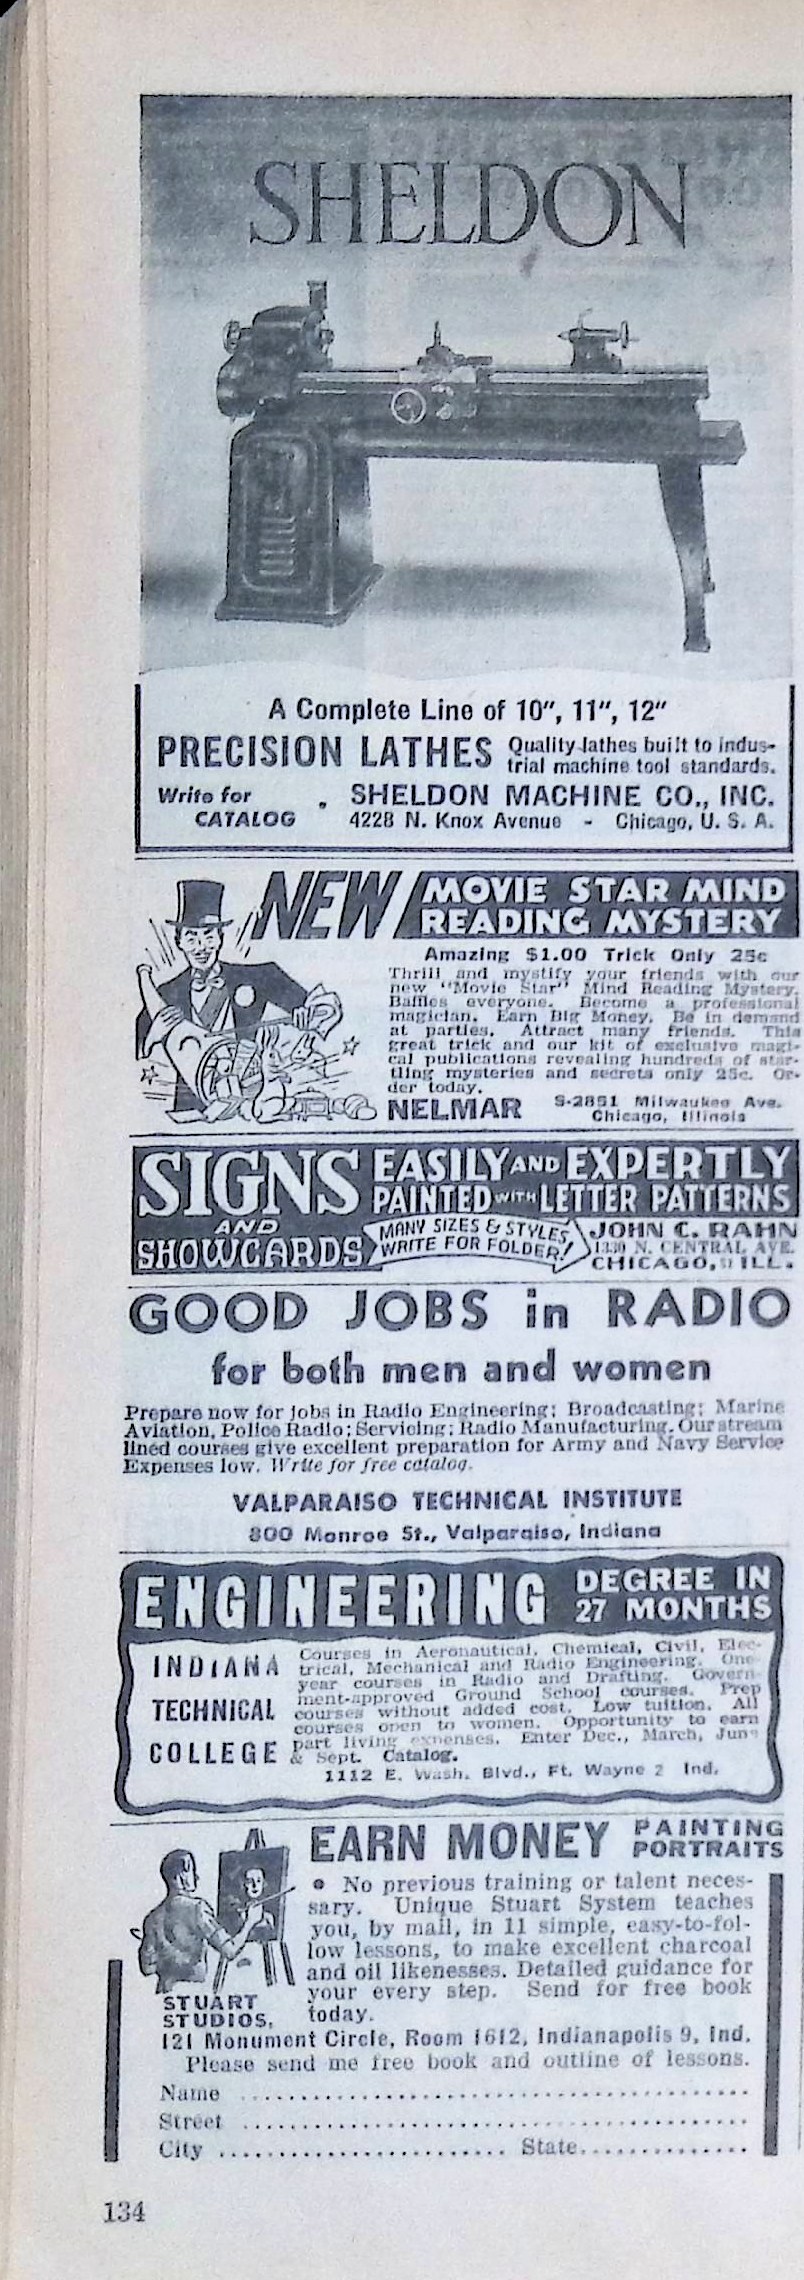 SHELDON
A Complete Line of 10", 11", 12"
PRECISION LATHES Quality lathes built to indus-
trial machine tool standards.
Write for
CATALOG
SHELDON MACHINE CO., INC.
4228 N. Knox Avenue - Chicago, U. S. A.
NEW MOVIE STAR MIND
READING MYSTERY
Amazing $1.00 Trick Only 25c
Thrill and mystify your friends with our
new "Movie Star" Mind Reading Mystery.
Baffles everyone. Become a professional
magician. Earn Big Money. Be in demand
at parties. Attract many friends. This
great trick and our kit of exclusive magi-
cal publications revealing hundreds of star-
tling mysteries and secrets only 25c. Or-
der today.
NELMAR S-2851 Milwaukee Ave.
Chicago, Illinois
SIGNS AND SHOWCARDS
EASILY AND EXPERTLY
PAINTED WITH LETTER PATTERNS
MANY SIZES & STYLES
WRITE FOR FOLDER!
JOHN C. RAHN
1330 N. CENTRAL AVE.
CHICAGO, ILL.
GOOD JOBS in RADIO
for both men and women
Prepare now for jobs in Radio Engineering; Broadcasting; Marine
Aviation, Police Radio; Servicing; Radio Manufacturing. Our stream
lined courses give excellent preparation for Army and Navy Service
Expenses low. Write for free catalog.
VALPARAISO TECHNICAL INSTITUTE
800 Monroe St., Valparaiso, Indiana
ENGINEERING DEGREE IN
27 MONTHS
INDIANA
TECHNICAL
COLLEGE
Courses in Aeronautical, Chemical, Civil, Elec-
trical, Mechanical and Radio Engineering. One
year courses in Radio and Drafting. Govern-
ment-approved Ground School courses. Prep
courses without added cost. Low tuition. All
courses open to women. Opportunity to earn
part living expenses. Enter Dec., March, June
& Sept. Catalog.
1112 E. Wash. Blvd., Ft. Wayne 2 Ind.
EARN MONEY PAINTING
PORTRAITS
• No previous training or talent neces-
sary. Unique Stuart System teaches
you, by mail, in 11 simple, easy-to-fol-
low lessons, to make excellent charcoal
and oil likenesses. Detailed guidance for
your every step. Send for free book
today.
STUART
STUDIOS,
121 Monument Circle, Room 1612, Indianapolis 9, Ind.
Please send me free book and outline of lessons.
Name
Street
City State
134